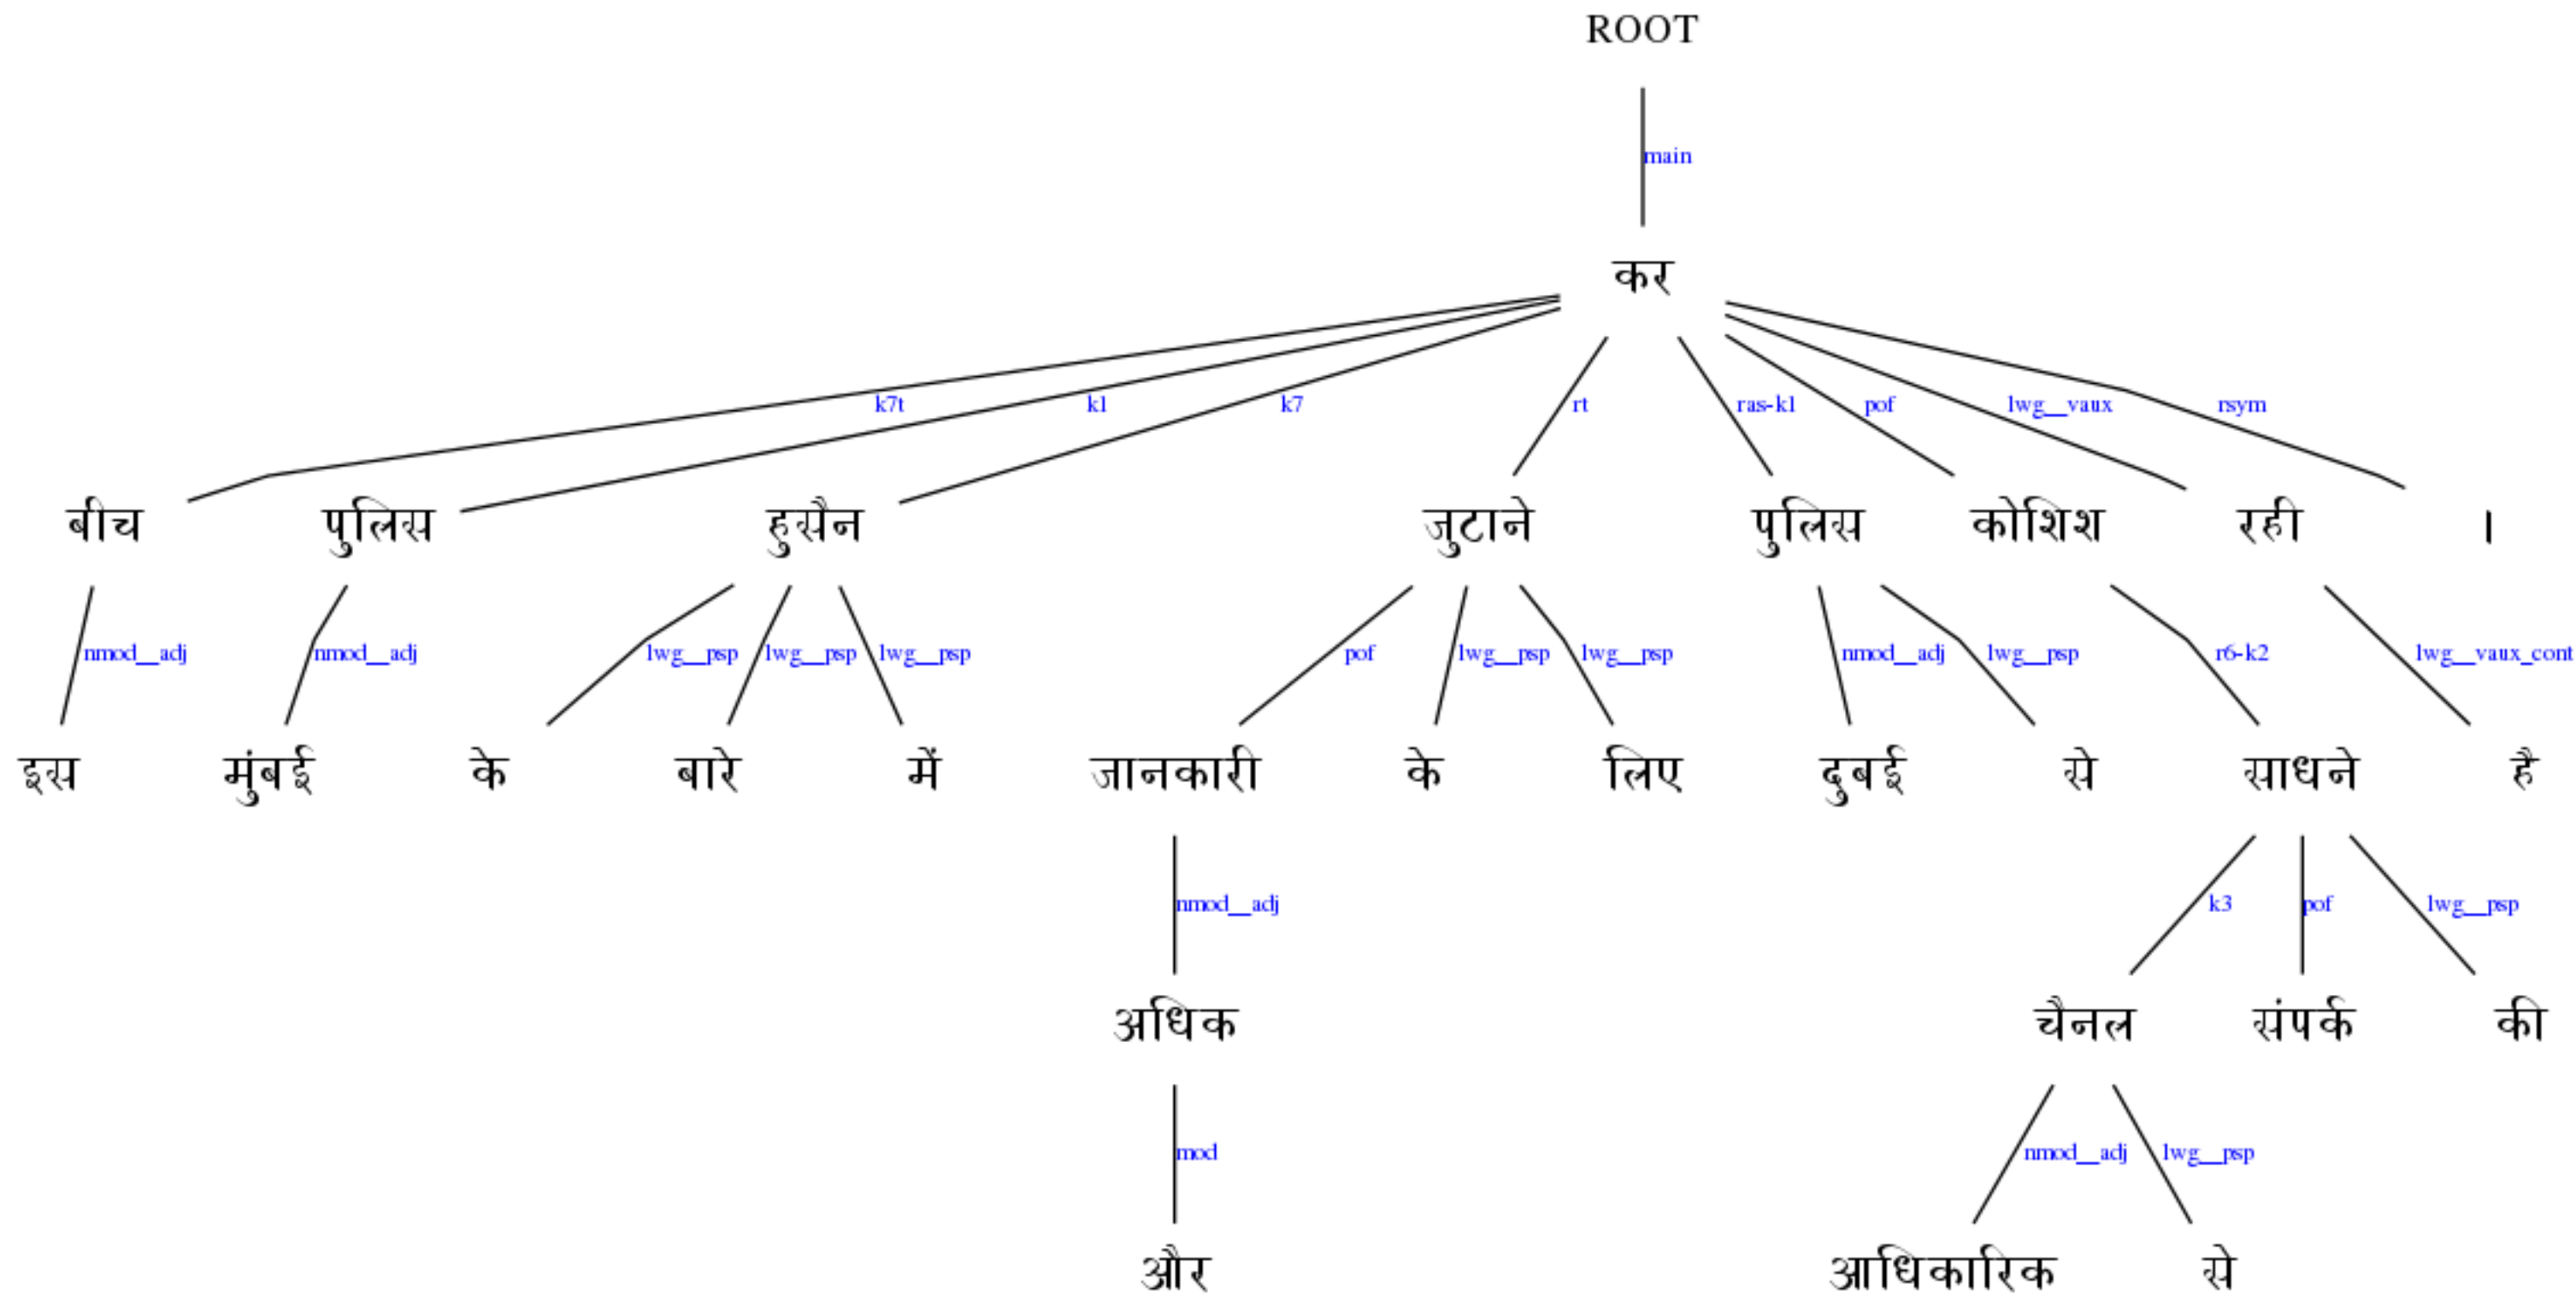 ROOT
main
कर
k7t k1 k7 rt ras-k1 pof lwg__vaux rsym
बीच पुलिस हुसैन जुटाने पुलिस कोशिश रही ।
nmod__adj nmod__adj lwg__psp lwg__psp lwg__psp pof lwg__psp lwg__psp nmod__adj lwg__psp r6-k2 lwg__vaux_cont
इस मुंबई के बारे में जानकारी के लिए दुबई से साधने है
nmod__adj k3 pof lwg__psp
अधिक चैनल संपर्क की
mod nmod__adj lwg__psp
और आधिकारिक से